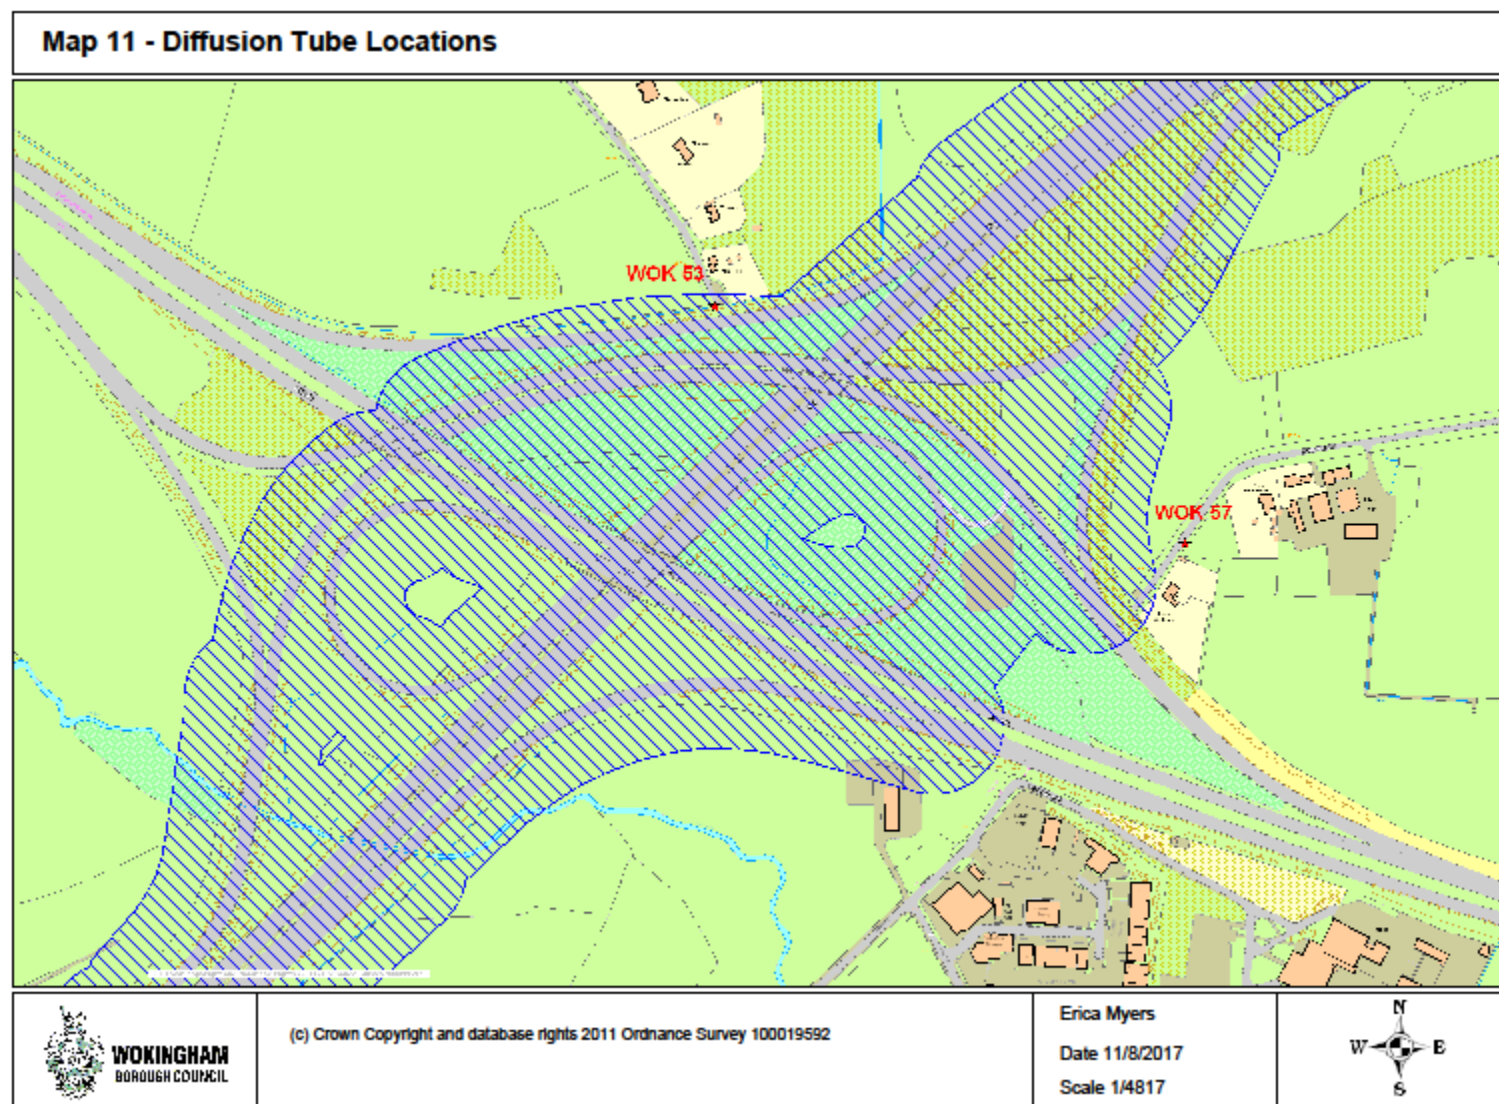 Map 11 - Diffusion Tube Locations
WOK 53
WOK 57
WOKINGHAM
BOROUGH COUNCIL
(c) Crown Copyright and database rights 2011 Ordnance Survey 100019592
Erica Myers
Date 11/8/2017
Scale 1/4817
N
W E
S